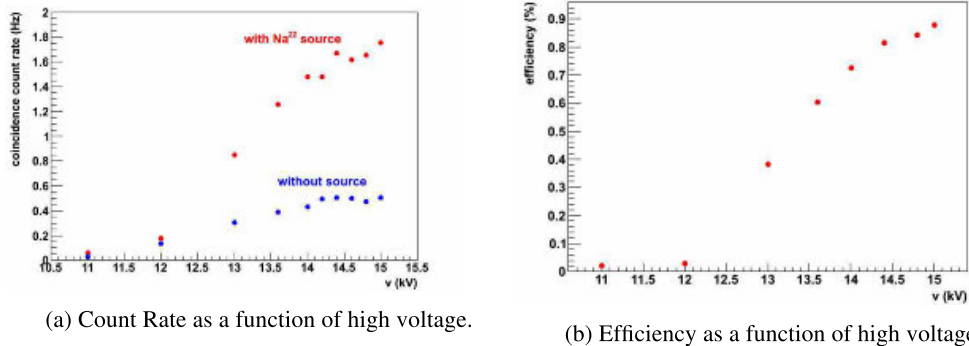 coincidence count rate (Hz)
2
1.8
1.6
1.4
1.2
1
0.8
0.6
0.4
0.2
0
with Na22 source
without source
10.5 11 11.5 12 12.5 13 13.5 14 14.5 15 15.5
v (kV)
(a) Count Rate as a function of high voltage.
efficiency (%)
0.9
0.8
0.7
0.6
0.5
0.4
0.3
0.2
0.1
0
11 12 13 13.5 14 14.5 15
v (kV)
(b) Efficiency as a function of high voltage